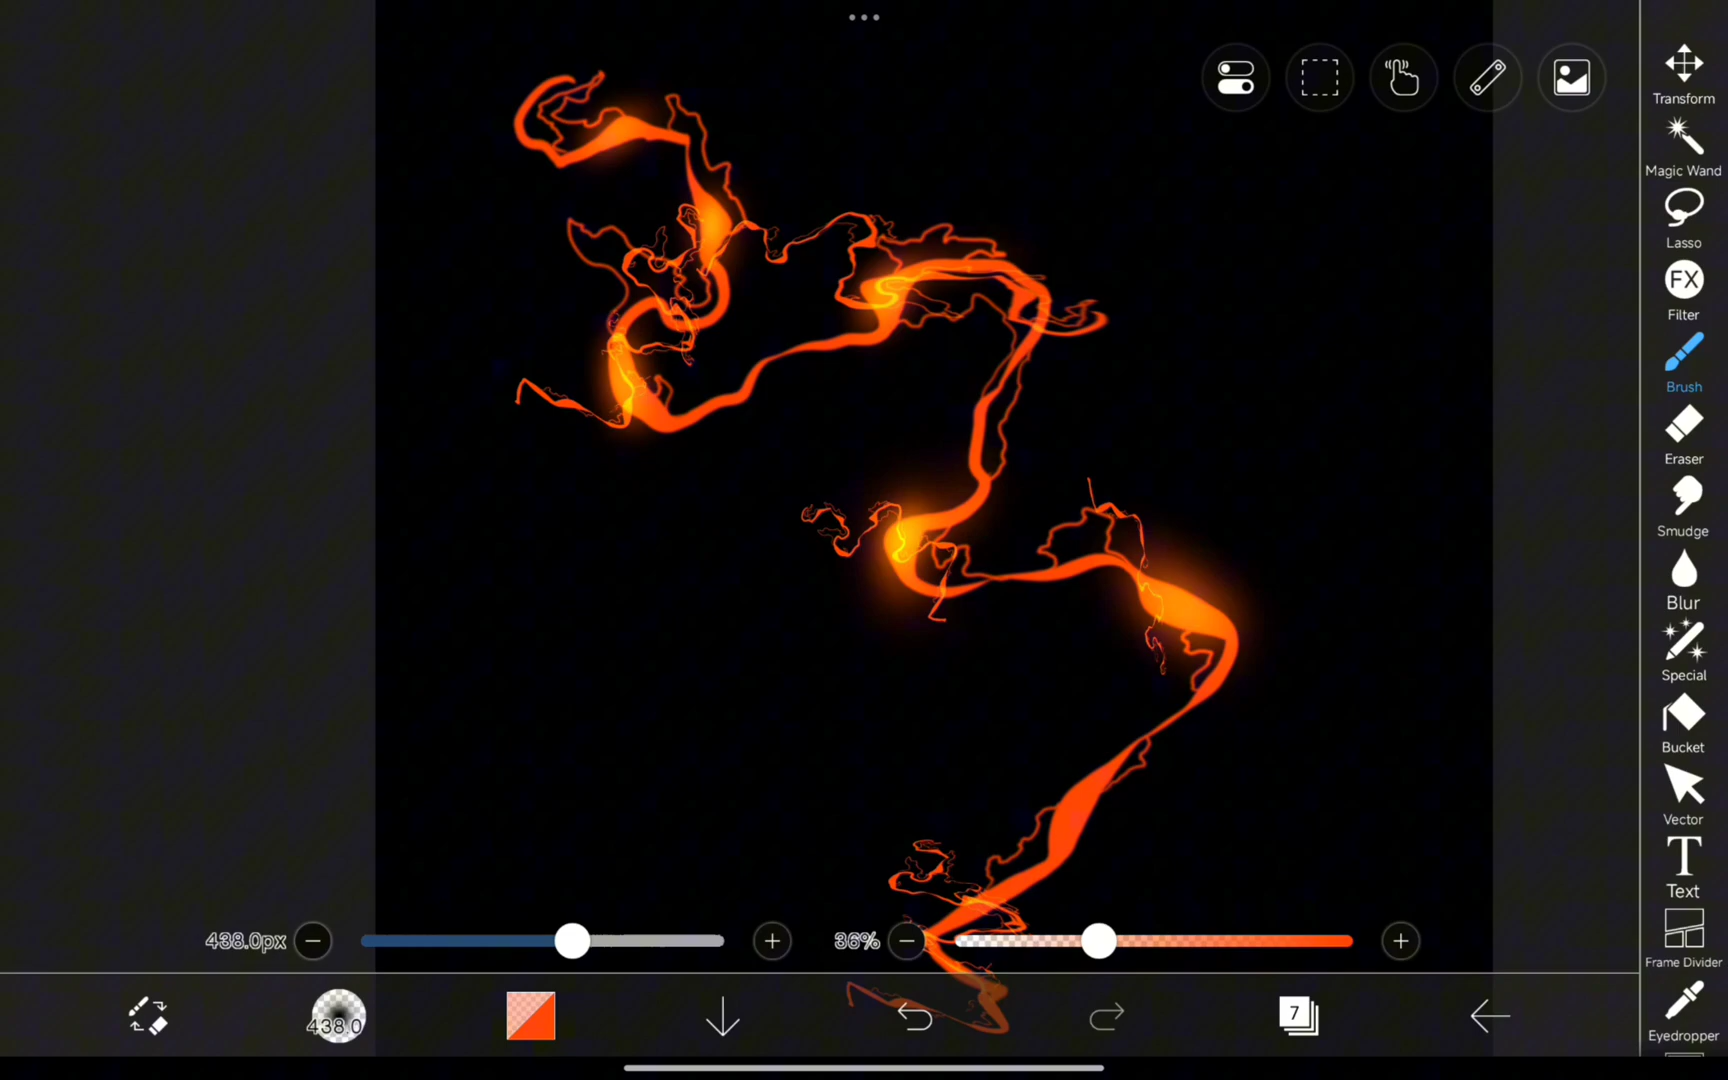 Transform
Magic Wand
Lasso
FX
Filter
Brush
Eraser
Smudge
Blur
Special
Bucket
Vector
T
Text
Frame Divider
Eyedropper
438.0px
36%
438.0
7